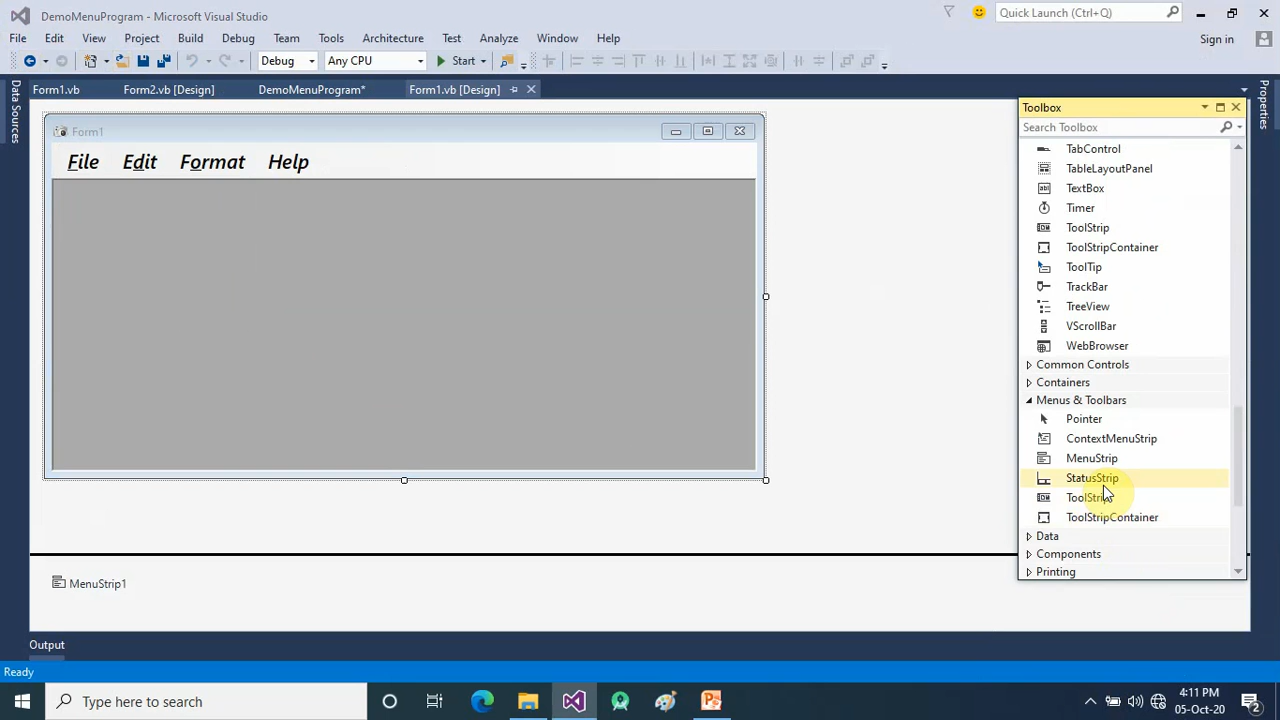 DemoMenuProgram - Microsoft Visual Studio
Quick Launch (Ctrl+Q)
File Edit View Project Build Debug Team Tools Architecture Test Analyze Window Help
Sign in
Debug Any CPU Start
Form1.vb Form2.vb [Design] DemoMenuProgram* Form1.vb [Design]
Data Sources
Properties
Toolbox
Search Toolbox
Form1
File Edit Format Help
TabControl
TableLayoutPanel
TextBox
Timer
ToolStrip
ToolStripContainer
ToolTip
TrackBar
TreeView
VScrollBar
WebBrowser
Common Controls
Containers
Menus & Toolbars
Pointer
ContextMenuStrip
MenuStrip
StatusStrip
ToolStrip
ToolStripContainer
Data
Components
Printing
MenuStrip1
Output
Ready
Type here to search
4:11 PM
05-Oct-20
2